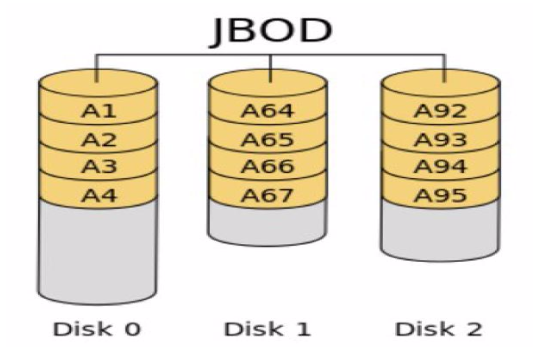 JBOD
A1 A64 A92
A2 A65 A93
A3 A66 A94
A4 A67 A95
Disk 0 Disk 1 Disk 2